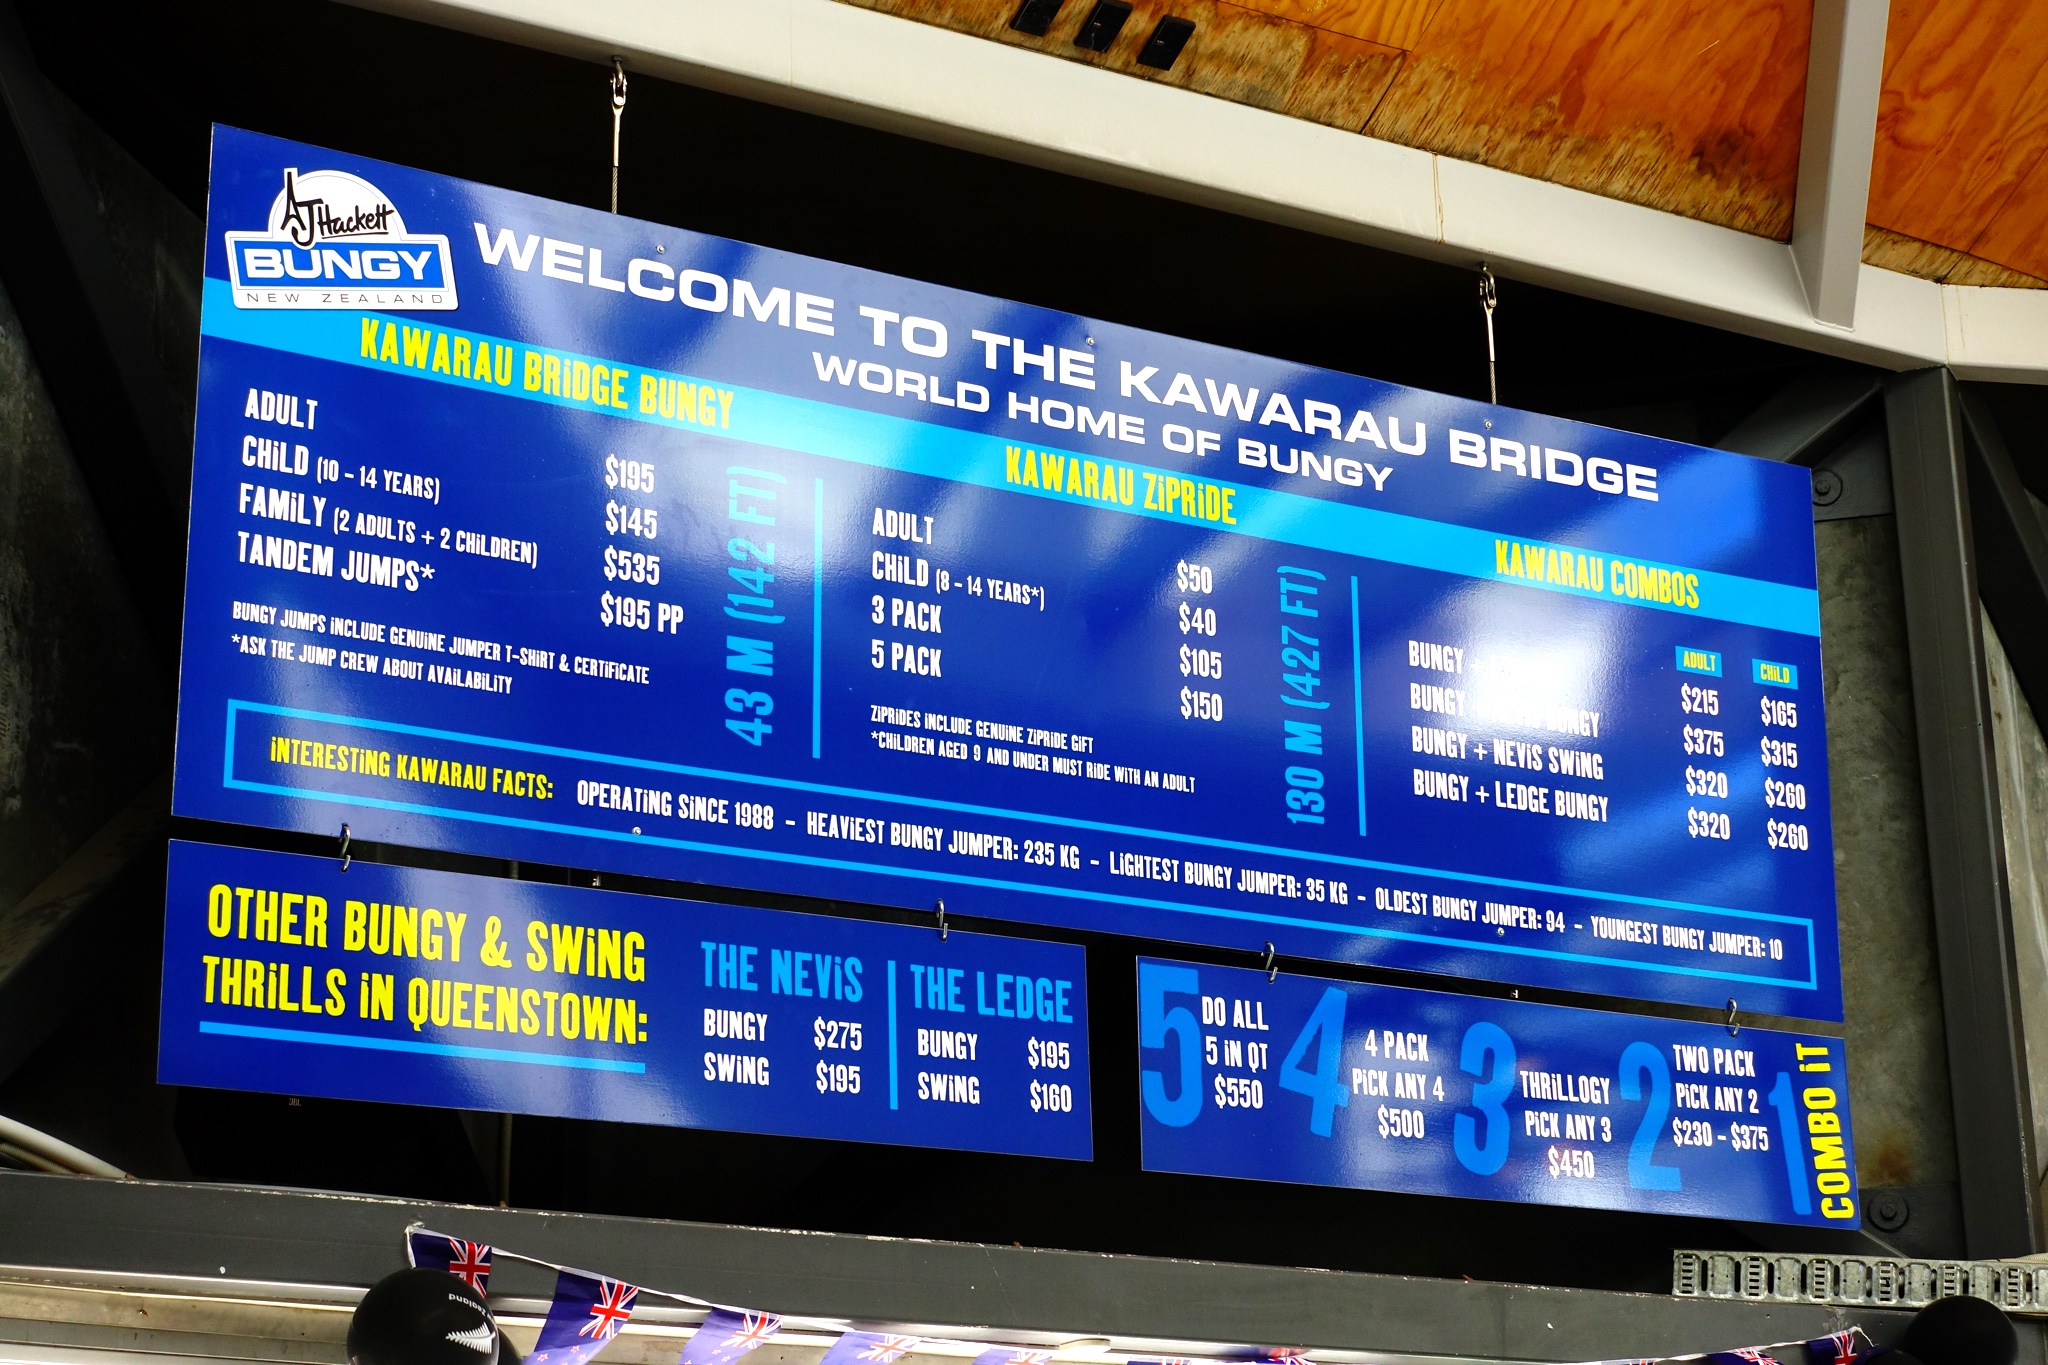 AJ Hackett
BUNGY
NEW ZEALAND
WELCOME TO THE KAWARAU BRIDGE
WORLD HOME OF BUNGY
KAWARAU BRIDGE BUNGY
ADULT $195
CHILD (10 - 14 YEARS) $145
FAMILY (2 ADULTS + 2 CHILDREN) $535
TANDEM JUMPS* $195 PP
BUNGY JUMPS INCLUDE GENUINE JUMPER T-SHIRT & CERTIFICATE
*ASK THE JUMP CREW ABOUT AVAILABILITY
43 M (142 FT)
KAWARAU ZIPRIDE
ADULT $50
CHILD (8 - 14 YEARS*) $40
3 PACK $105
5 PACK $150
ZIPRIDES INCLUDE GENUINE ZIPRIDE GIFT
*CHILDREN AGED 9 AND UNDER MUST RIDE WITH AN ADULT
130 M (427 FT)
KAWARAU COMBOS
ADULT CHILD
BUNGY + $215 $165
BUNGY + BUNGY $375 $315
BUNGY + NEVIS SWING $320 $260
BUNGY + LEDGE BUNGY $320 $260
INTERESTING KAWARAU FACTS: OPERATING SINCE 1988 - HEAVIEST BUNGY JUMPER: 235 KG - LIGHTEST BUNGY JUMPER: 35 KG - OLDEST BUNGY JUMPER: 94 - YOUNGEST BUNGY JUMPER: 10
OTHER BUNGY & SWING
THRILLS IN QUEENSTOWN:
THE NEVIS
BUNGY $275
SWING $195
THE LEDGE
BUNGY $195
SWING $160
5
DO ALL
5 IN QT
$550
4
4 PACK
PICK ANY 4
$500
3
THRILLOGY
PICK ANY 3
$450
2
TWO PACK
PICK ANY 2
$230 - $375
1
COMBO IT
Zealand